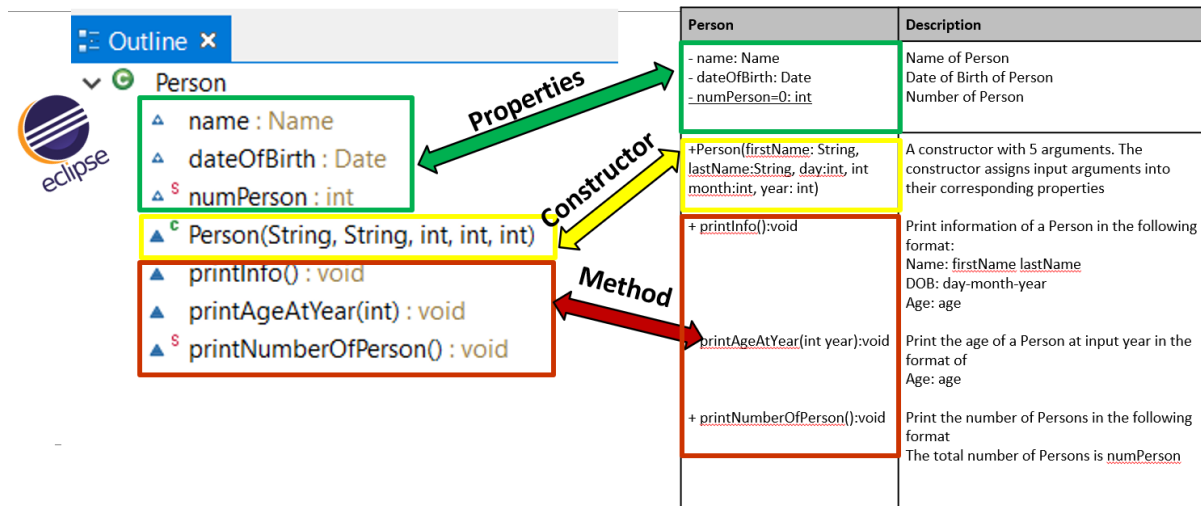 Outline
Person
name : Name
dateOfBirth : Date
S numPerson : int
C Person(String, String, int, int, int)
printInfo() : void
printAgeAtYear(int) : void
S printNumberOfPerson() : void
eclipse
Properties
Constructor
Method
Person
Description
- name: Name
- dateOfBirth: Date
- numPerson=0: int
Name of Person
Date of Birth of Person
Number of Person
+Person(firstName: String,
lastName:String, day:int, int
month:int, year: int)
A constructor with 5 arguments. The
constructor assigns input arguments into
their corresponding properties
+ printInfo():void
Print information of a Person in the following
format:
Name: firstName lastName
DOB: day-month-year
Age: age
printAgeAtYear(int year):void
Print the age of a Person at input year in the
format of
Age: age
+ printNumberOfPerson():void
Print the number of Persons in the following
format
The total number of Persons is numPerson